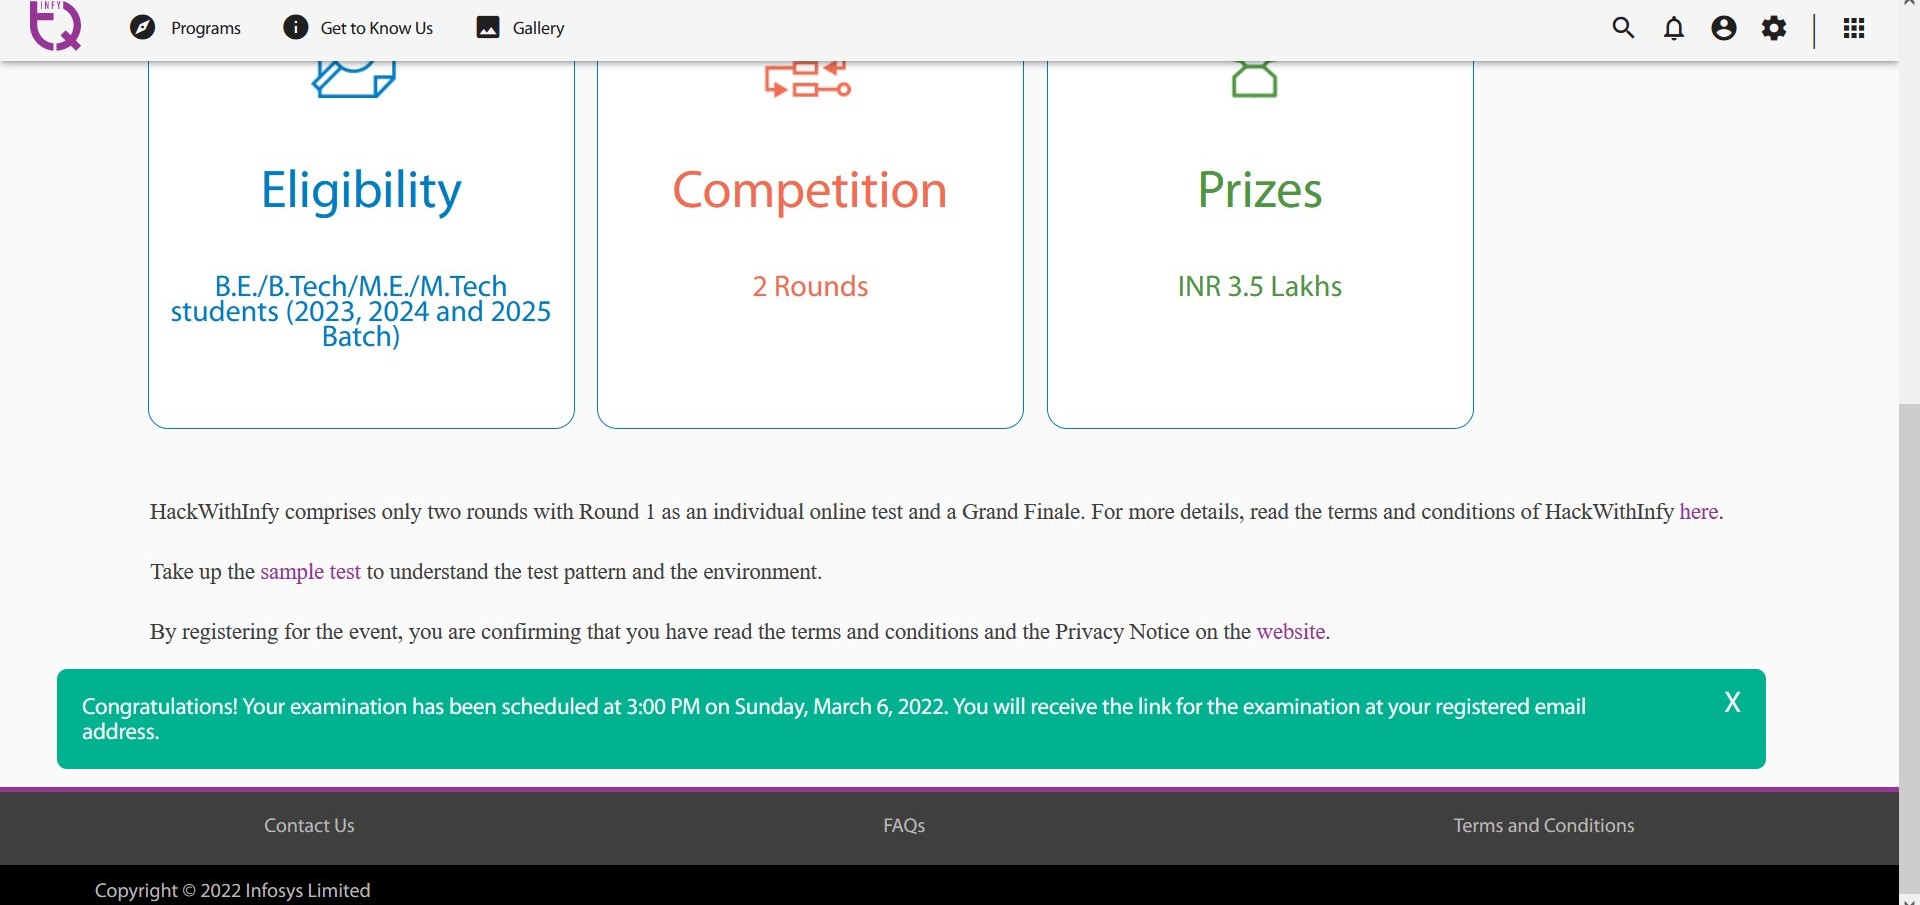 INFY
Programs
Get to Know Us
Gallery
Eligibility
B.E./B.Tech/M.E./M.Tech
students (2023, 2024 and 2025
Batch)
Competition
2 Rounds
Prizes
INR 3.5 Lakhs
HackWithInfy comprises only two rounds with Round 1 as an individual online test and a Grand Finale. For more details, read the terms and conditions of HackWithInfy here.
Take up the sample test to understand the test pattern and the environment.
By registering for the event, you are confirming that you have read the terms and conditions and the Privacy Notice on the website.
Congratulations! Your examination has been scheduled at 3:00 PM on Sunday, March 6, 2022. You will receive the link for the examination at your registered email
address.
X
Contact Us
FAQs
Terms and Conditions
Copyright © 2022 Infosys Limited